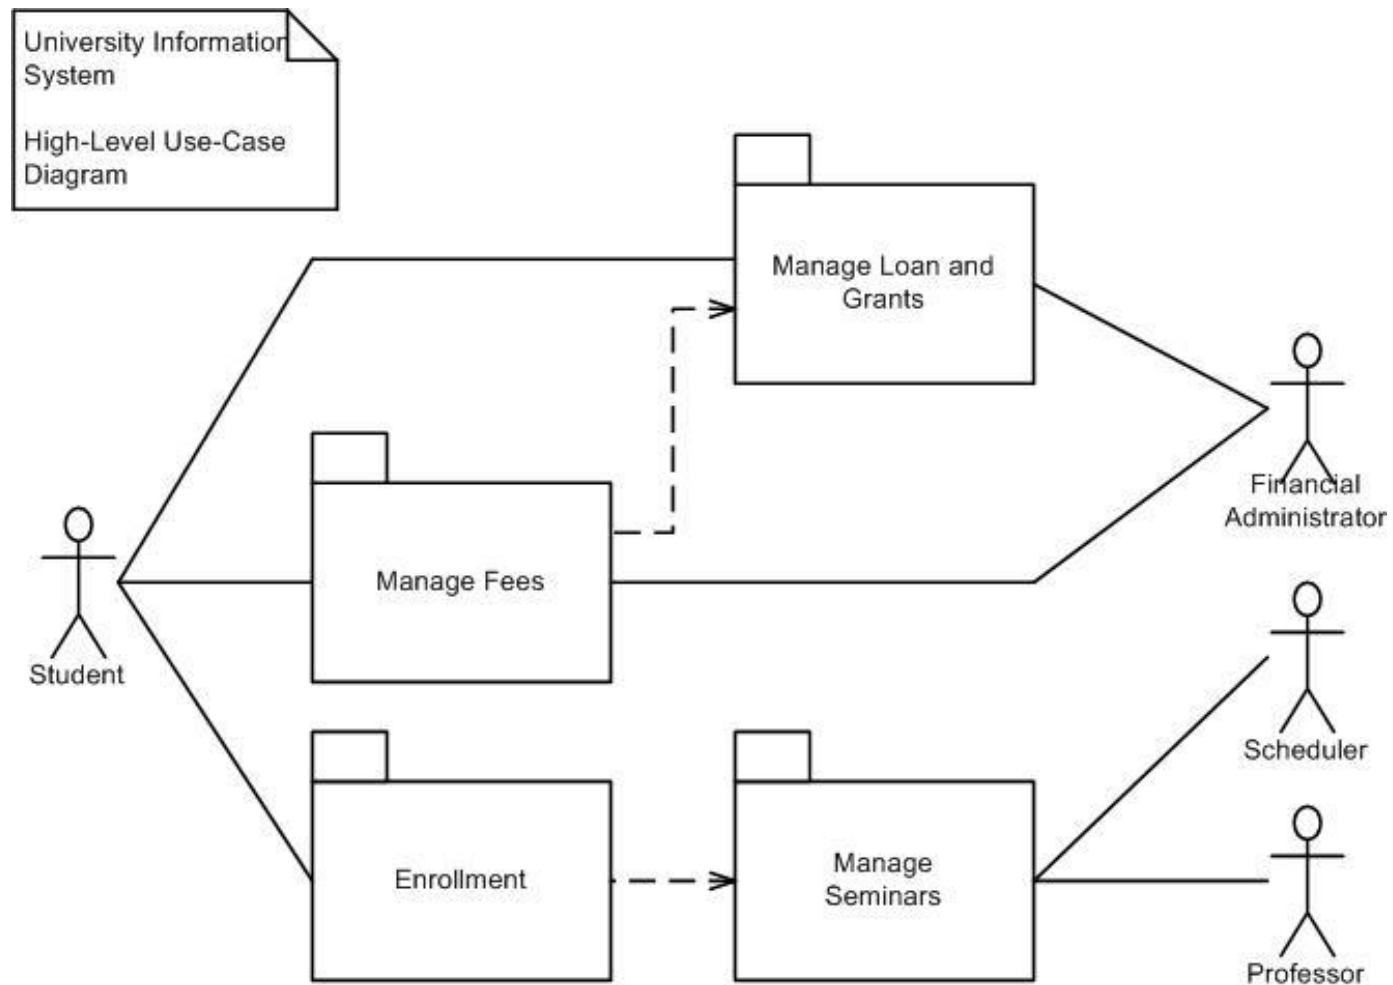 University Information
System
High-Level Use-Case
Diagram
Manage Loan and
Grants
Financial
Administrator
Manage Fees
Student
Scheduler
Enrollment
Manage
Seminars
Professor